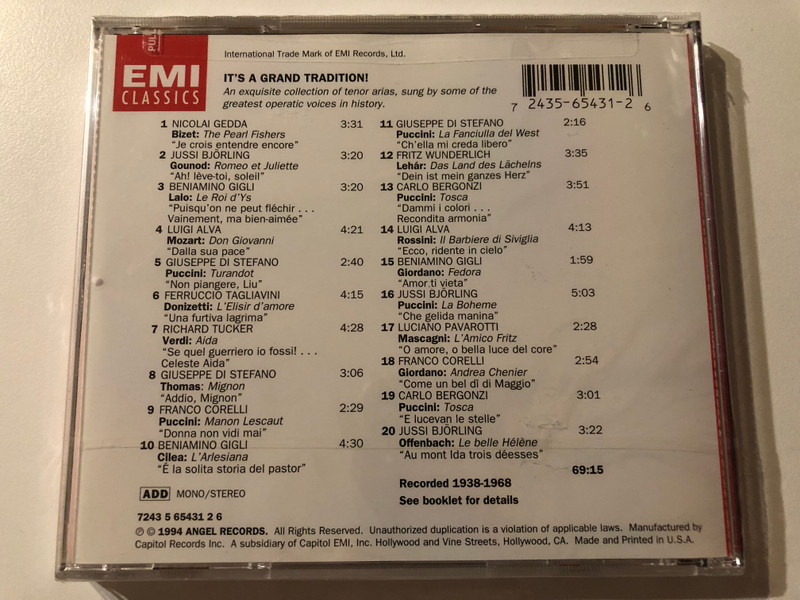 PULL
EMI
CLASSICS
International Trade Mark of EMI Records, Ltd.
IT'S A GRAND TRADITION!
An exquisite collection of tenor arias, sung by some of the
greatest operatic voices in history.
7 2435-65431-2 6
1 NICOLAI GEDDA 3:31
Bizet: The Pearl Fishers
"Je crois entendre encore"
2 JUSSI BJÖRLING 3:20
Gounod: Romeo et Juliette
"Ah! lève-toi, soleil"
3 BENIAMINO GIGLI 3:20
Lalo: Le Roi d'Ys
"Puisqu'on ne peut fléchir . . .
Vainement, ma bien-aimée"
4 LUIGI ALVA 4:21
Mozart: Don Giovanni
"Dalla sua pace"
5 GIUSEPPE DI STEFANO 2:40
Puccini: Turandot
"Non piangere, Liu"
6 FERRUCCIO TAGLIAVINI 4:15
Donizetti: L'Elisir d'amore
"Una furtiva lagrima"
7 RICHARD TUCKER 4:28
Verdi: Aida
"Se quel guerriero io fossi! . . .
Celeste Aida"
8 GIUSEPPE DI STEFANO 3:06
Thomas: Mignon
"Addio, Mignon"
9 FRANCO CORELLI 2:29
Puccini: Manon Lescaut
"Donna non vidi mai"
10 BENIAMINO GIGLI 4:30
Cilea: L'Arlesiana
"É la solita storia del pastor"
11 GIUSEPPE DI STEFANO 2:16
Puccini: La Fanciulla del West
"Ch'ella mi creda libero"
12 FRITZ WUNDERLICH 3:35
Lehár: Das Land des Lächelns
"Dein ist mein ganzes Herz"
13 CARLO BERGONZI 3:51
Puccini: Tosca
"Dammi i colori . . .
Recondita armonia"
14 LUIGI ALVA 4:13
Rossini: Il Barbiere di Siviglia
"Ecco, ridente in cielo"
15 BENIAMINO GIGLI 1:59
Giordano: Fedora
"Amor ti vieta"
16 JUSSI BJÖRLING 5:03
Puccini: La Boheme
"Che gelida manina"
17 LUCIANO PAVAROTTI 2:28
Mascagni: L'Amico Fritz
"O amore, o bella luce del core"
18 FRANCO CORELLI 2:54
Giordano: Andrea Chenier
"Come un bel dî di Maggio"
19 CARLO BERGONZI 3:01
Puccini: Tosca
"E lucevan le stelle"
20 JUSSI BJÖRLING 3:22
Offenbach: Le belle Hélène
"Au mont Ida trois déesses"
69:15
Recorded 1938-1968
See booklet for details
ADD MONO/STEREO
7243 5 65431 2 6
℗ © 1994 ANGEL RECORDS. All Rights Reserved. Unauthorized duplication is a violation of applicable laws. Manufactured by
Capitol Records Inc. A subsidiary of Capitol EMI, Inc. Hollywood and Vine Streets, Hollywood, CA. Made and Printed in U.S.A.